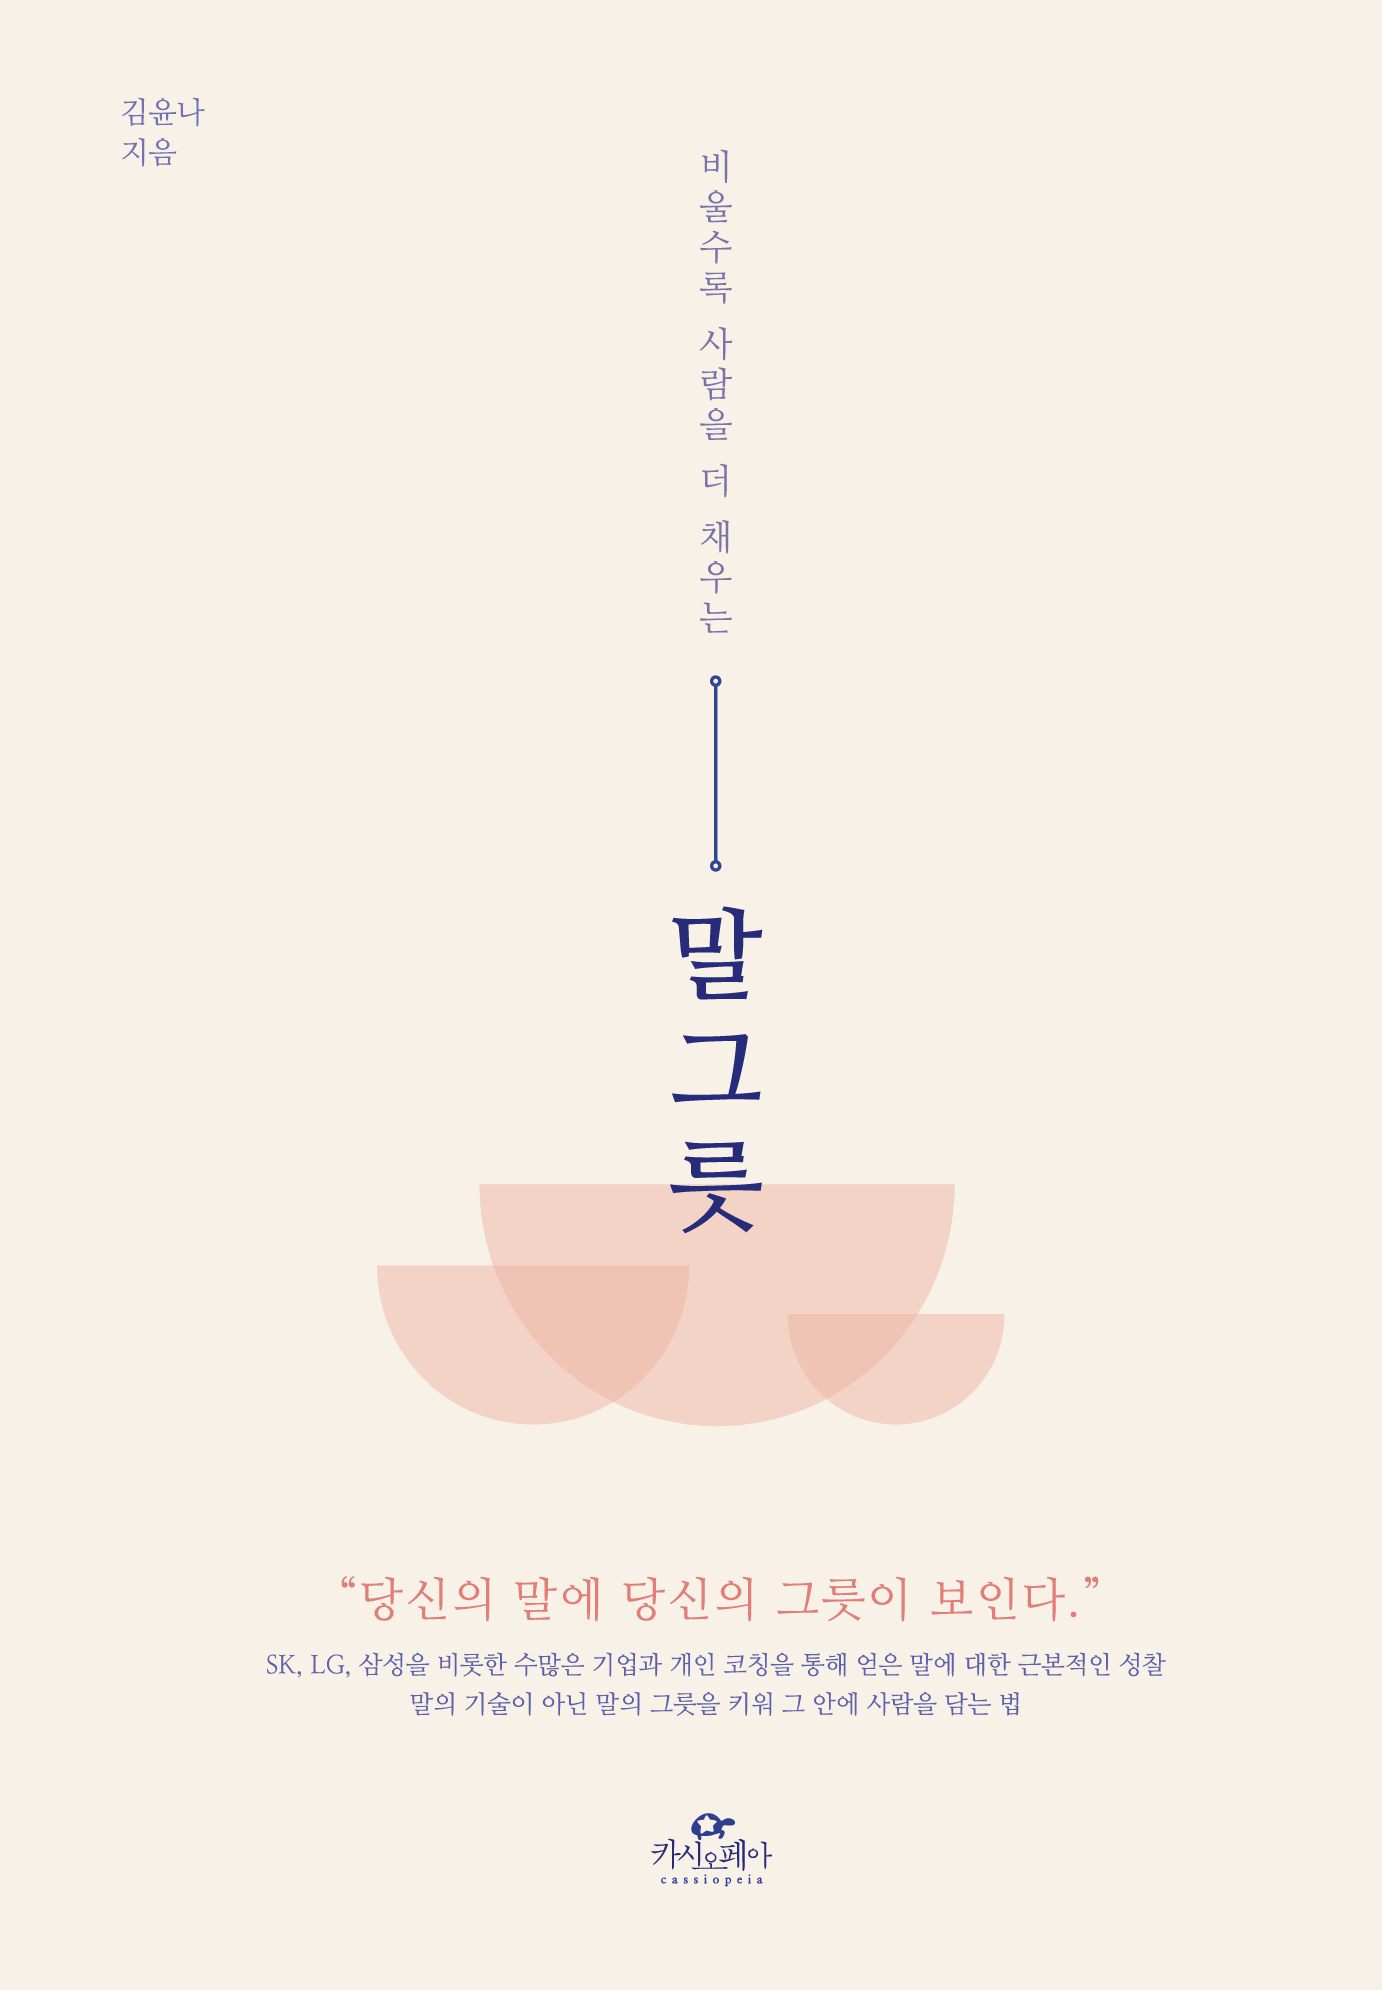 김윤나
지음
비울수록 사람을 더 채우는
말그릇
“당신의 말에 당신의 그릇이 보인다.”
SK, LG, 삼성을 비롯한 수많은 기업과 개인 코칭을 통해 얻은 말에 대한 근본적인 성찰
말의 기술이 아닌 말의 그릇을 키워 그 안에 사람을 담는 법
카시오페아
cassiopeia